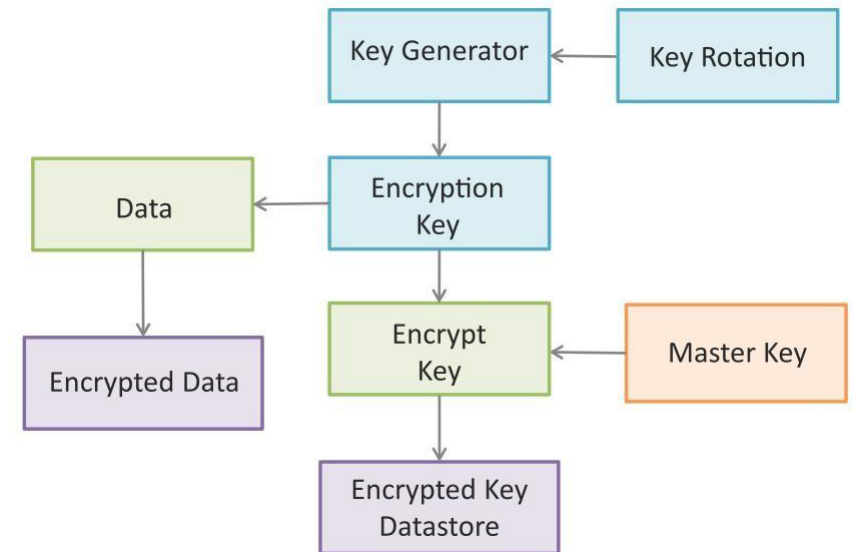 Key Generator
Key Rotation
Data
Encryption
Key
Encrypt
Key
Master Key
Encrypted Data
Encrypted Key
Datastore